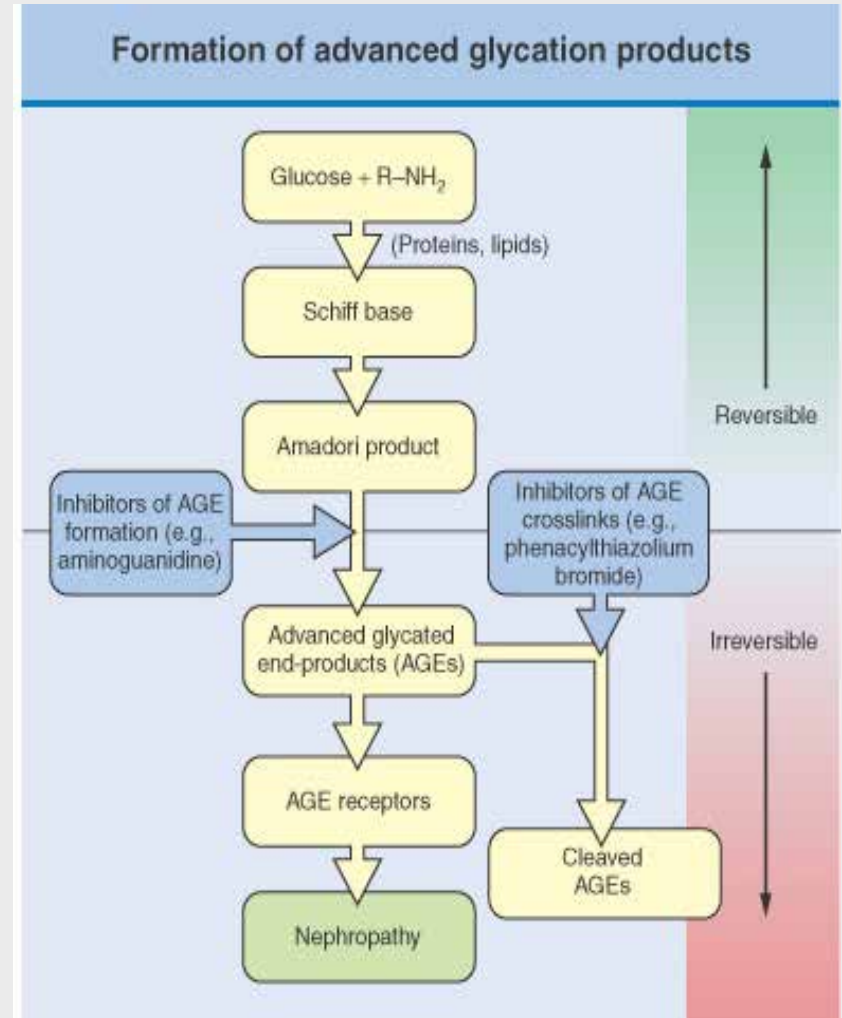 Formation of advanced glycation products
Glucose + R–NH₂
(Proteins, lipids)
Schiff base
Amadori product
Reversible
Inhibitors of AGE
formation (e.g.,
aminoguanidine)
Inhibitors of AGE
crosslinks (e.g.,
phenacylthiazolium
bromide)
Advanced glycated
end-products (AGEs)
Irreversible
AGE receptors
Cleaved
AGEs
Nephropathy